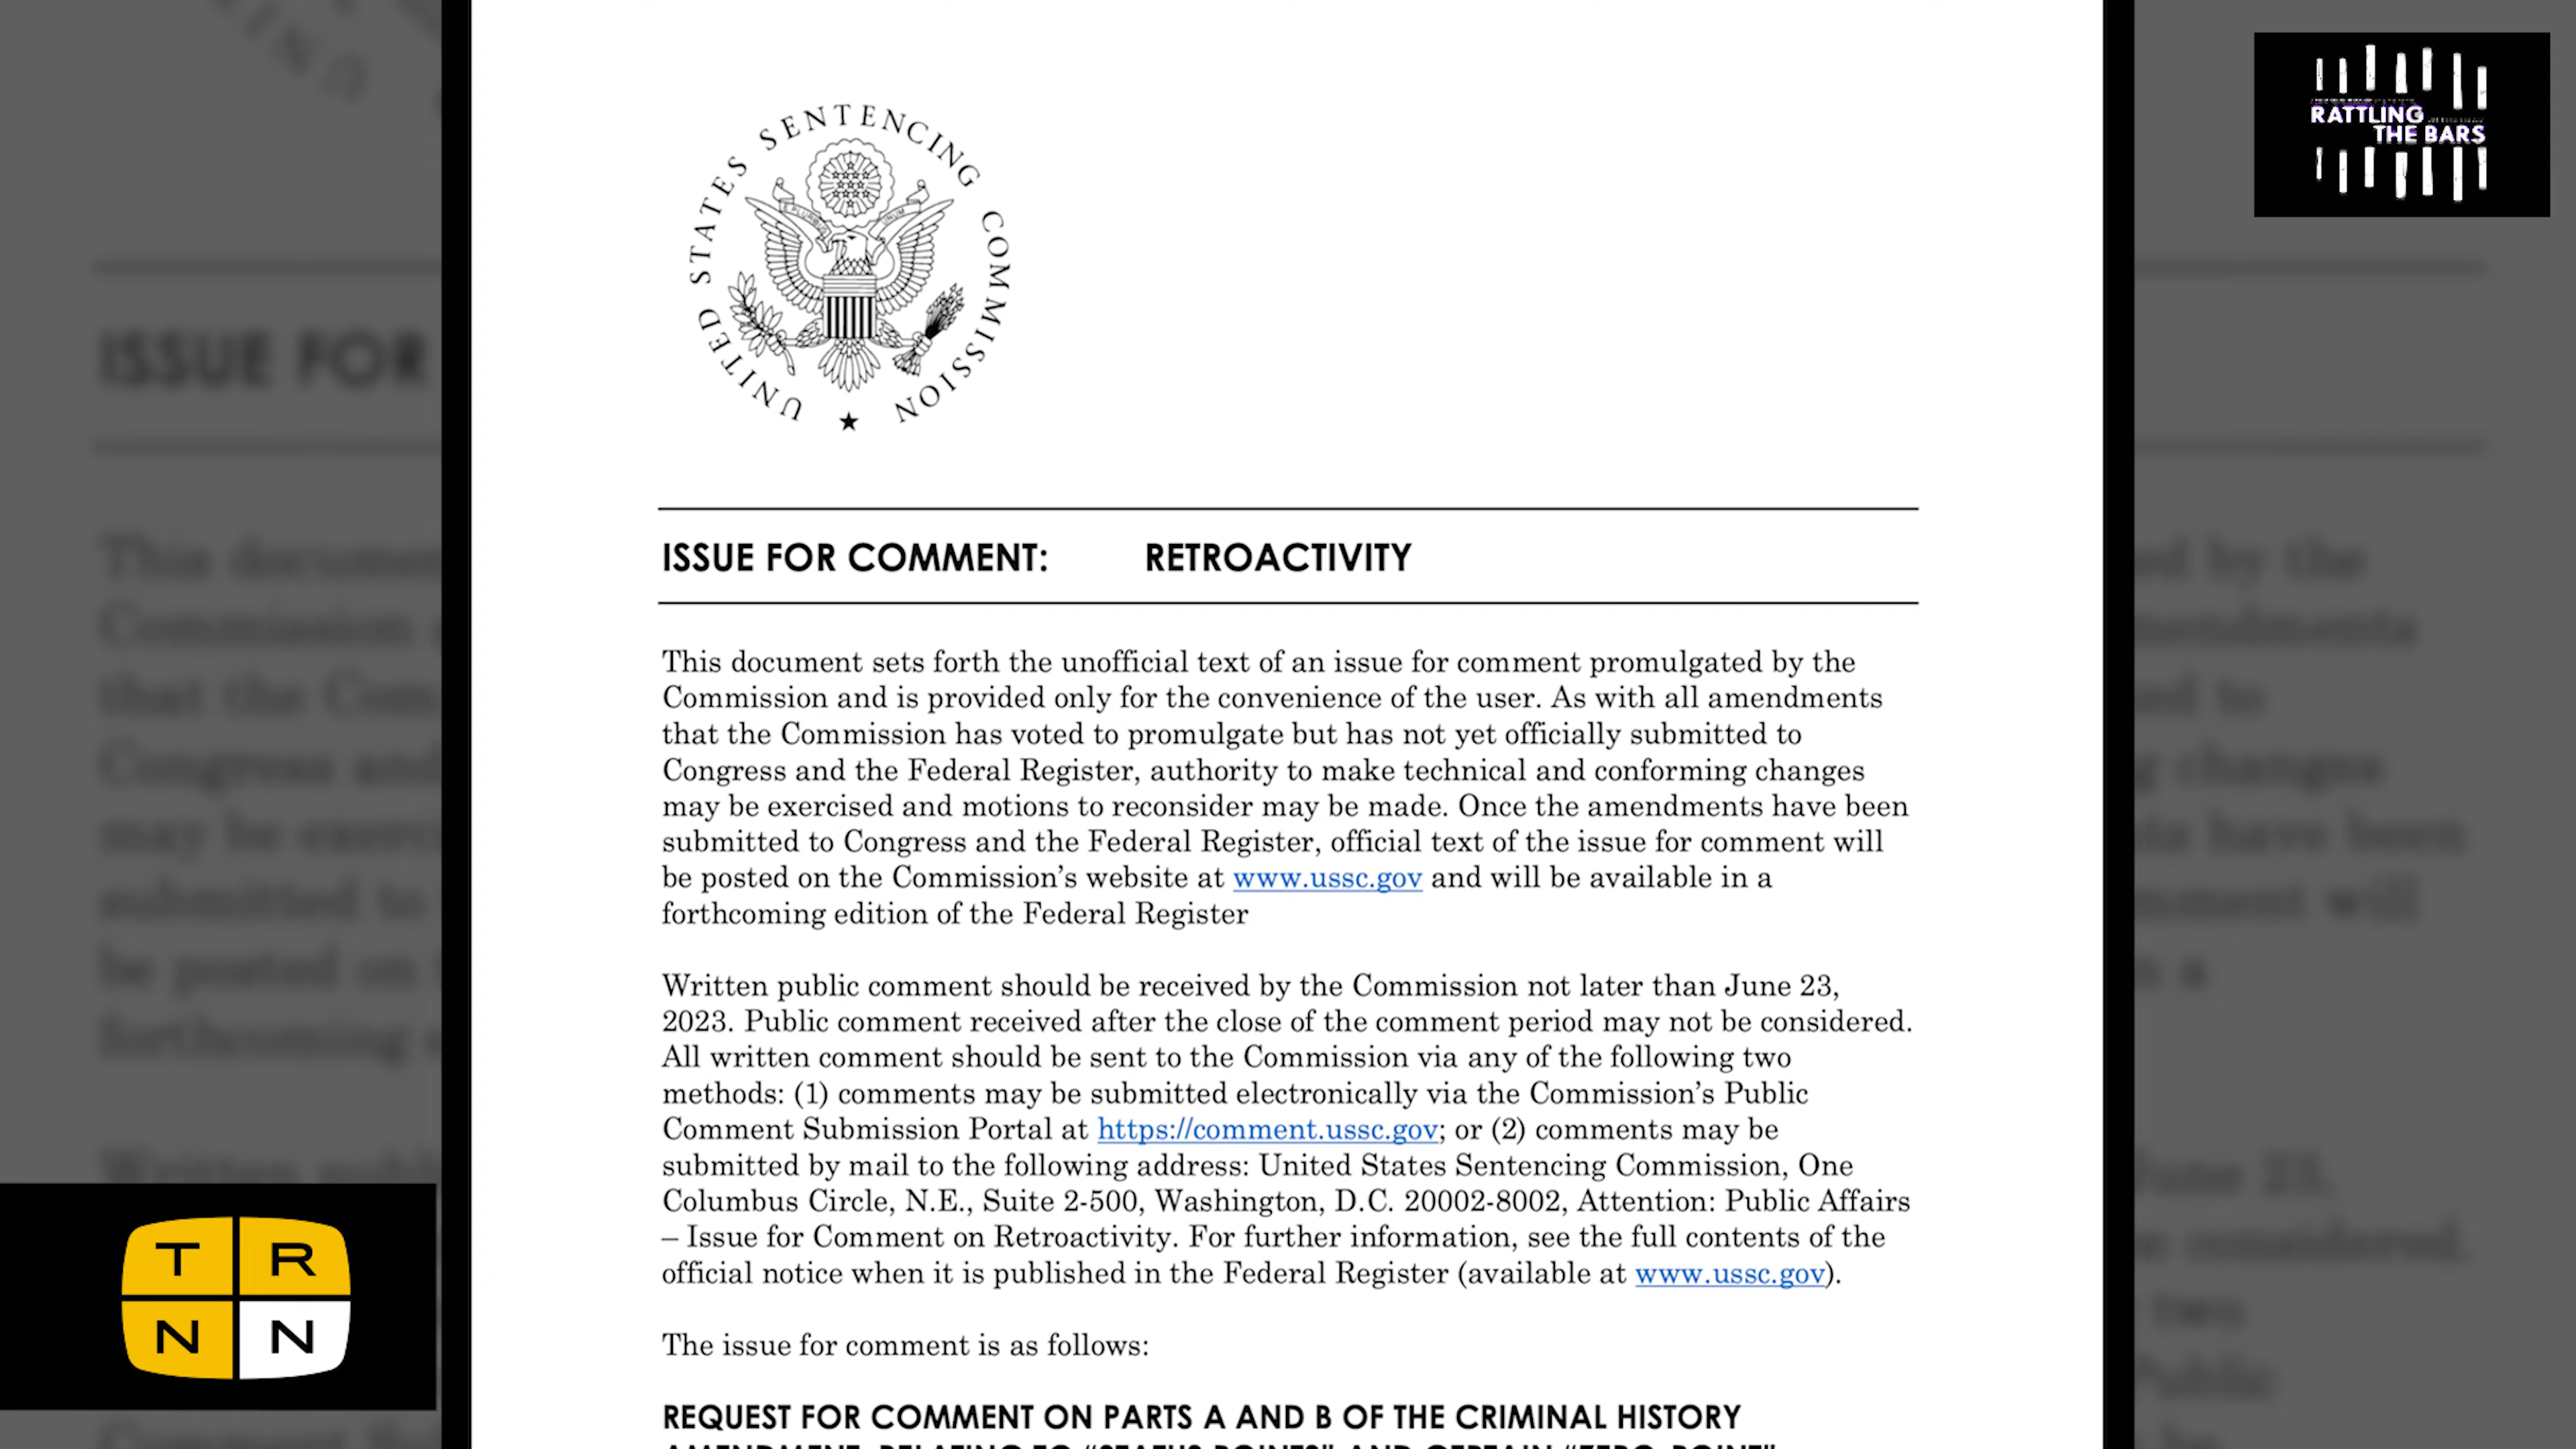 UNITED STATES SENTENCING COMMISSION
E PLURIBUS UNUM
RATTLING
THE BARS
ISSUE FOR COMMENT: RETROACTIVITY
This document sets forth the unofficial text of an issue for comment promulgated by the
Commission and is provided only for the convenience of the user. As with all amendments
that the Commission has voted to promulgate but has not yet officially submitted to
Congress and the Federal Register, authority to make technical and conforming changes
may be exercised and motions to reconsider may be made. Once the amendments have been
submitted to Congress and the Federal Register, official text of the issue for comment will
be posted on the Commission’s website at www.ussc.gov and will be available in a
forthcoming edition of the Federal Register
Written public comment should be received by the Commission not later than June 23,
2023. Public comment received after the close of the comment period may not be considered.
All written comment should be sent to the Commission via any of the following two
methods: (1) comments may be submitted electronically via the Commission’s Public
Comment Submission Portal at https://comment.ussc.gov; or (2) comments may be
submitted by mail to the following address: United States Sentencing Commission, One
Columbus Circle, N.E., Suite 2-500, Washington, D.C. 20002-8002, Attention: Public Affairs
– Issue for Comment on Retroactivity. For further information, see the full contents of the
official notice when it is published in the Federal Register (available at www.ussc.gov).
The issue for comment is as follows:
REQUEST FOR COMMENT ON PARTS A AND B OF THE CRIMINAL HISTORY
AMENDMENT, RELATING TO “STATUS POINTS” AND CERTAIN “ZERO-POINT”
T R
N N